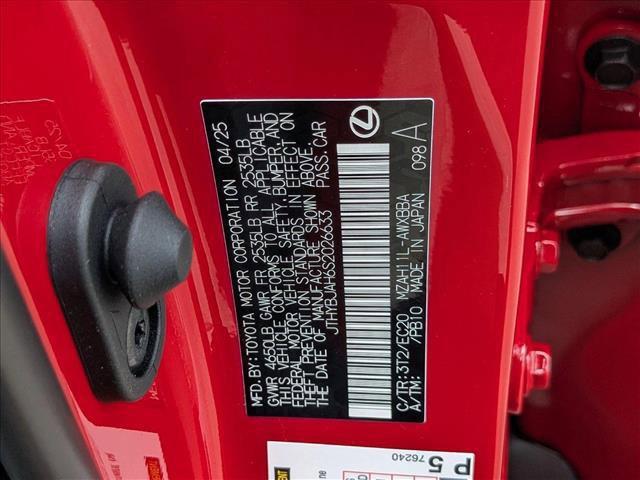 MFD. BY: TOYOTA MOTOR CORPORATION 04/25
GVWR 4650LB GAWR FR 2535LB RR 2535LB
THIS VEHICLE CONFORMS TO ALL APPLICABLE
FEDERAL MOTOR VEHICLE SAFETY, BUMPER, AND
THEFT PREVENTION STANDARDS IN EFFECT ON
THE DATE OF MANUFACTURE SHOWN ABOVE.
JTHYBJAH6S2026633 PASS. CAR
C/TR:3T2/EC20 MZAH11L-AWXBBA 098 A
A/TM: /PB10 MADE IN JAPAN
P 5
76240